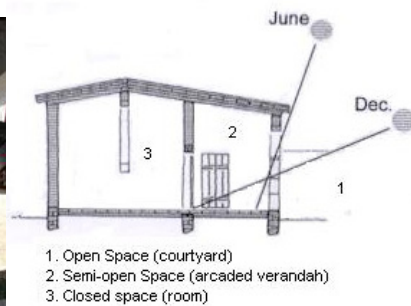 June
Dec.
2
3
1
1. Open Space (courtyard)
2. Semi-open Space (arcaded verandah)
3. Closed space (room)